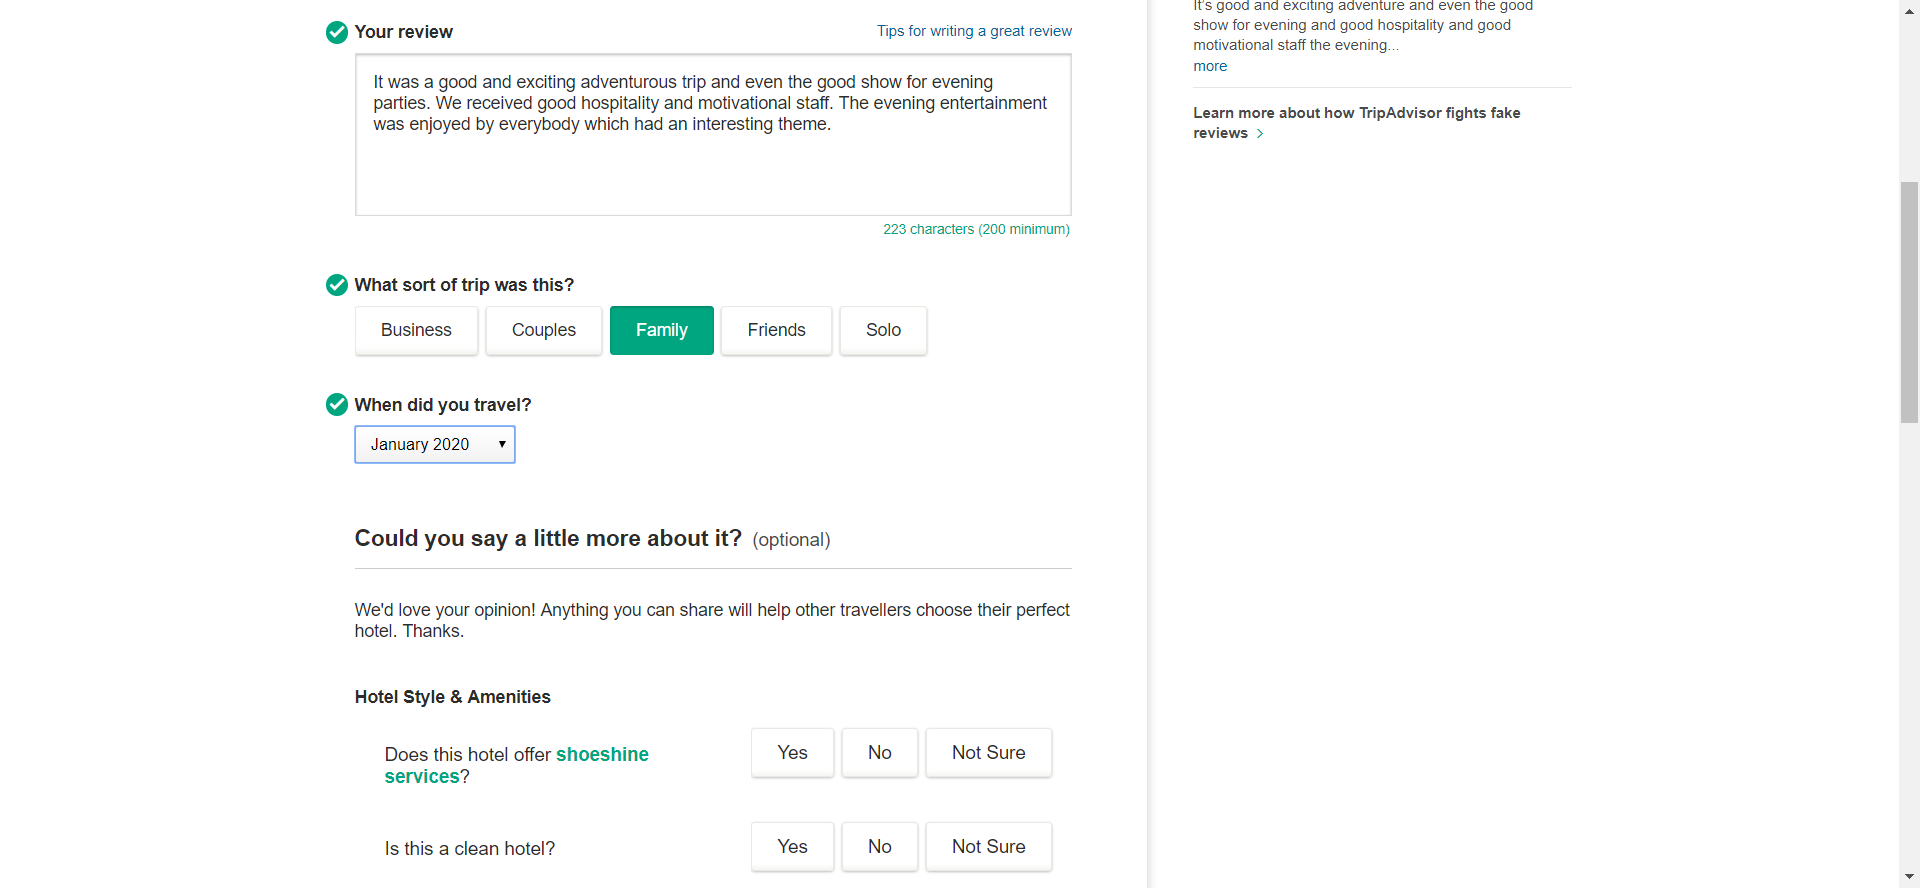 Your review
Tips for writing a great review
It was a good and exciting adventurous trip and even the good show for evening
parties. We received good hospitality and motivational staff. The evening entertainment
was enjoyed by everybody which had an interesting theme.
223 characters (200 minimum)
What sort of trip was this?
Business Couples Family Friends Solo
When did you travel?
January 2020
Could you say a little more about it? (optional)
We'd love your opinion! Anything you can share will help other travellers choose their perfect
hotel. Thanks.
Hotel Style & Amenities
Does this hotel offer shoeshine
services?
Yes No Not Sure
Is this a clean hotel?
Yes No Not Sure
It's good and exciting adventure and even the good
show for evening and good hospitality and good
motivational staff the evening...
more
Learn more about how TripAdvisor fights fake
reviews >